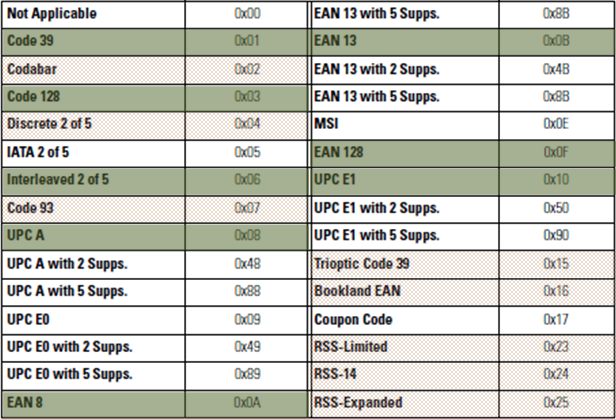 Not Applicable 0x00 EAN 13 with 5 Supps. 0x8B
Code 39 0x01 EAN 13 0x0B
Codabar 0x02 EAN 13 with 2 Supps. 0x4B
Code 128 0x03 EAN 13 with 5 Supps. 0x8B
Discrete 2 of 5 0x04 MSI 0x0E
IATA 2 of 5 0x05 EAN 128 0x0F
Interleaved 2 of 5 0x06 UPC E1 0x10
Code 93 0x07 UPC E1 with 2 Supps. 0x50
UPC A 0x08 UPC E1 with 5 Supps. 0x90
UPC A with 2 Supps. 0x48 Trioptic Code 39 0x15
UPC A with 5 Supps. 0x88 Bookland EAN 0x16
UPC E0 0x09 Coupon Code 0x17
UPC E0 with 2 Supps. 0x49 RSS-Limited 0x23
UPC E0 with 5 Supps. 0x89 RSS-14 0x24
EAN 8 0x0A RSS-Expanded 0x25